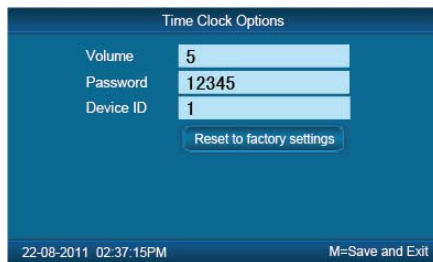 Time Clock Options
Volume 5
Password 12345
Device ID 1
Reset to factory settings
22-08-2011 02:37:15PM M=Save and Exit